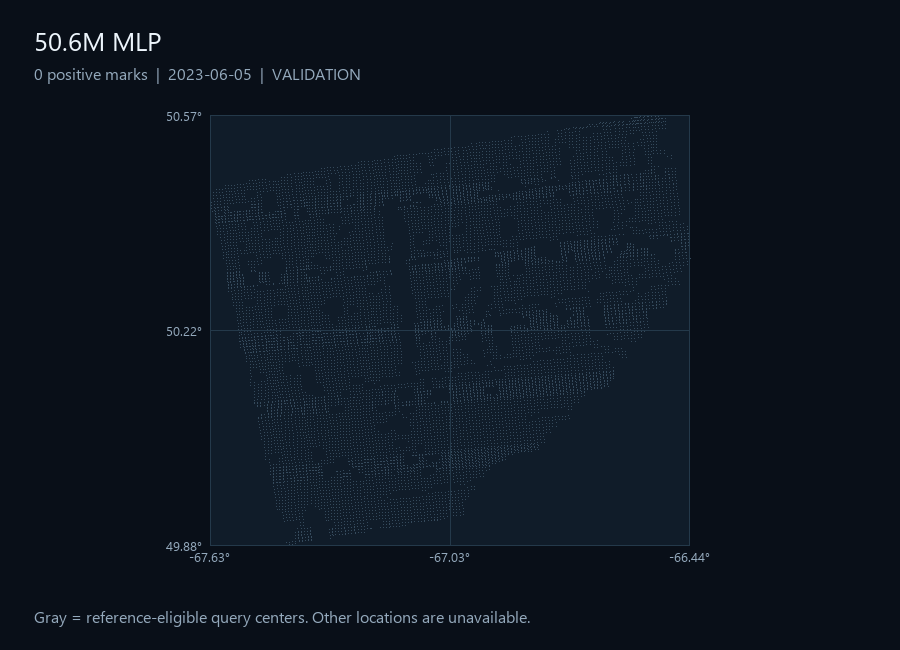 50.6M MLP
0 positive marks | 2023-06-05 | VALIDATION
50.57°
50.22°
49.88°
-67.63°
-67.03°
-66.44°
Gray = reference-eligible query centers. Other locations are unavailable.